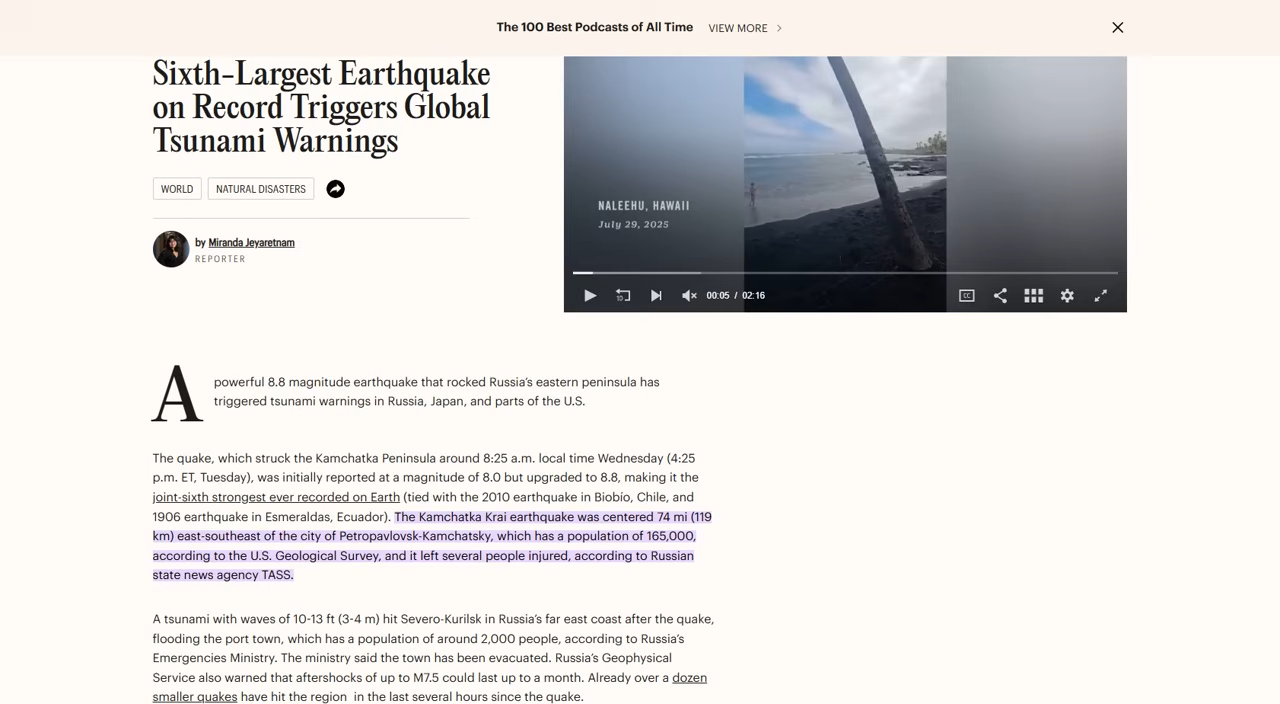 The 100 Best Podcasts of All Time VIEW MORE
Sixth-Largest Earthquake
on Record Triggers Global
Tsunami Warnings
WORLD NATURAL DISASTERS
by Miranda Jeyaretnam
REPORTER
NALEEHU, HAWAII
July 29, 2025
10 00:05 / 02:16 CC
A powerful 8.8 magnitude earthquake that rocked Russia's eastern peninsula has
triggered tsunami warnings in Russia, Japan, and parts of the U.S.
The quake, which struck the Kamchatka Peninsula around 8:25 a.m. local time Wednesday (4:25
p.m. ET, Tuesday), was initially reported at a magnitude of 8.0 but upgraded to 8.8, making it the
joint-sixth strongest ever recorded on Earth (tied with the 2010 earthquake in Biobío, Chile, and
1906 earthquake in Esmeraldas, Ecuador). The Kamchatka Krai earthquake was centered 74 mi (119
km) east-southeast of the city of Petropavlovsk-Kamchatsky, which has a population of 165,000,
according to the U.S. Geological Survey, and it left several people injured, according to Russian
state news agency TASS.
A tsunami with waves of 10-13 ft (3-4 m) hit Severo-Kurilsk in Russia's far east coast after the quake,
flooding the port town, which has a population of around 2,000 people, according to Russia's
Emergencies Ministry. The ministry said the town has been evacuated. Russia's Geophysical
Service also warned that aftershocks of up to M7.5 could last up to a month. Already over a dozen
smaller quakes have hit the region in the last several hours since the quake.